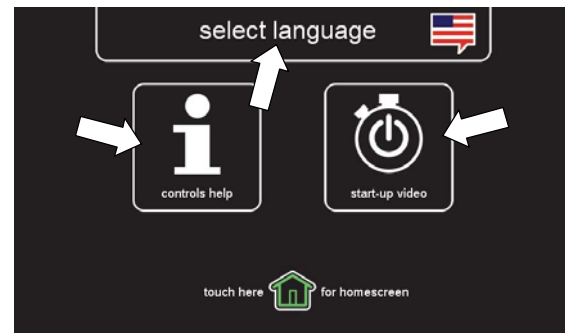 select language
controls help
start-up video
touch here for homescreen